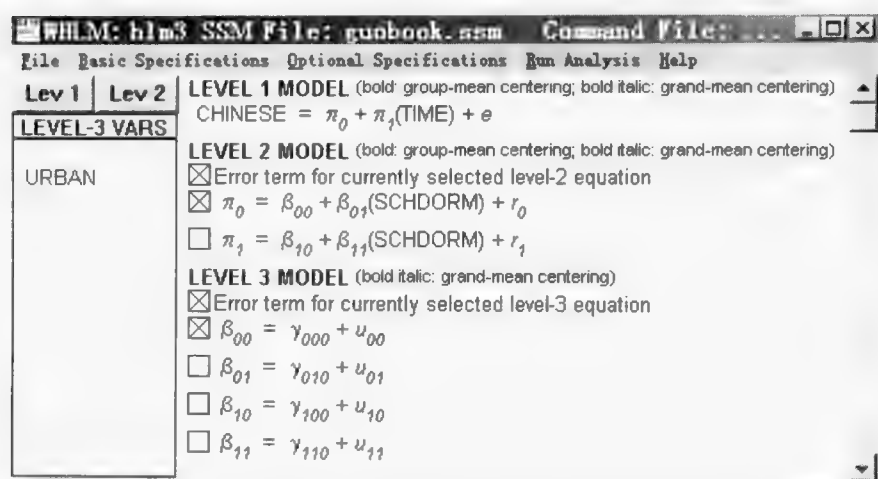 WHLM: hlm3 SSM File: gunbook.ssm Command File: ...
File Basic Specifications Optional Specifications Run Analysis Help
Lev 1 Lev 2
LEVEL-3 VARS
URBAN
LEVEL 1 MODEL (bold: group-mean centering; bold italic: grand-mean centering)
CHINESE = π₀ + π₁(TIME) + e
LEVEL 2 MODEL (bold: group-mean centering; bold italic: grand-mean centering)
Error term for currently selected level-2 equation
π₀ = β₀₀ + β₀₁(SCHDORM) + r₀
π₁ = β₁₀ + β₁₁(SCHDORM) + r₁
LEVEL 3 MODEL (bold italic: grand-mean centering)
Error term for currently selected level-3 equation
β₀₀ = γ₀₀₀ + u₀₀
β₀₁ = γ₀₁₀ + u₀₁
β₁₀ = γ₁₀₀ + u₁₀
β₁₁ = γ₁₁₀ + u₁₁